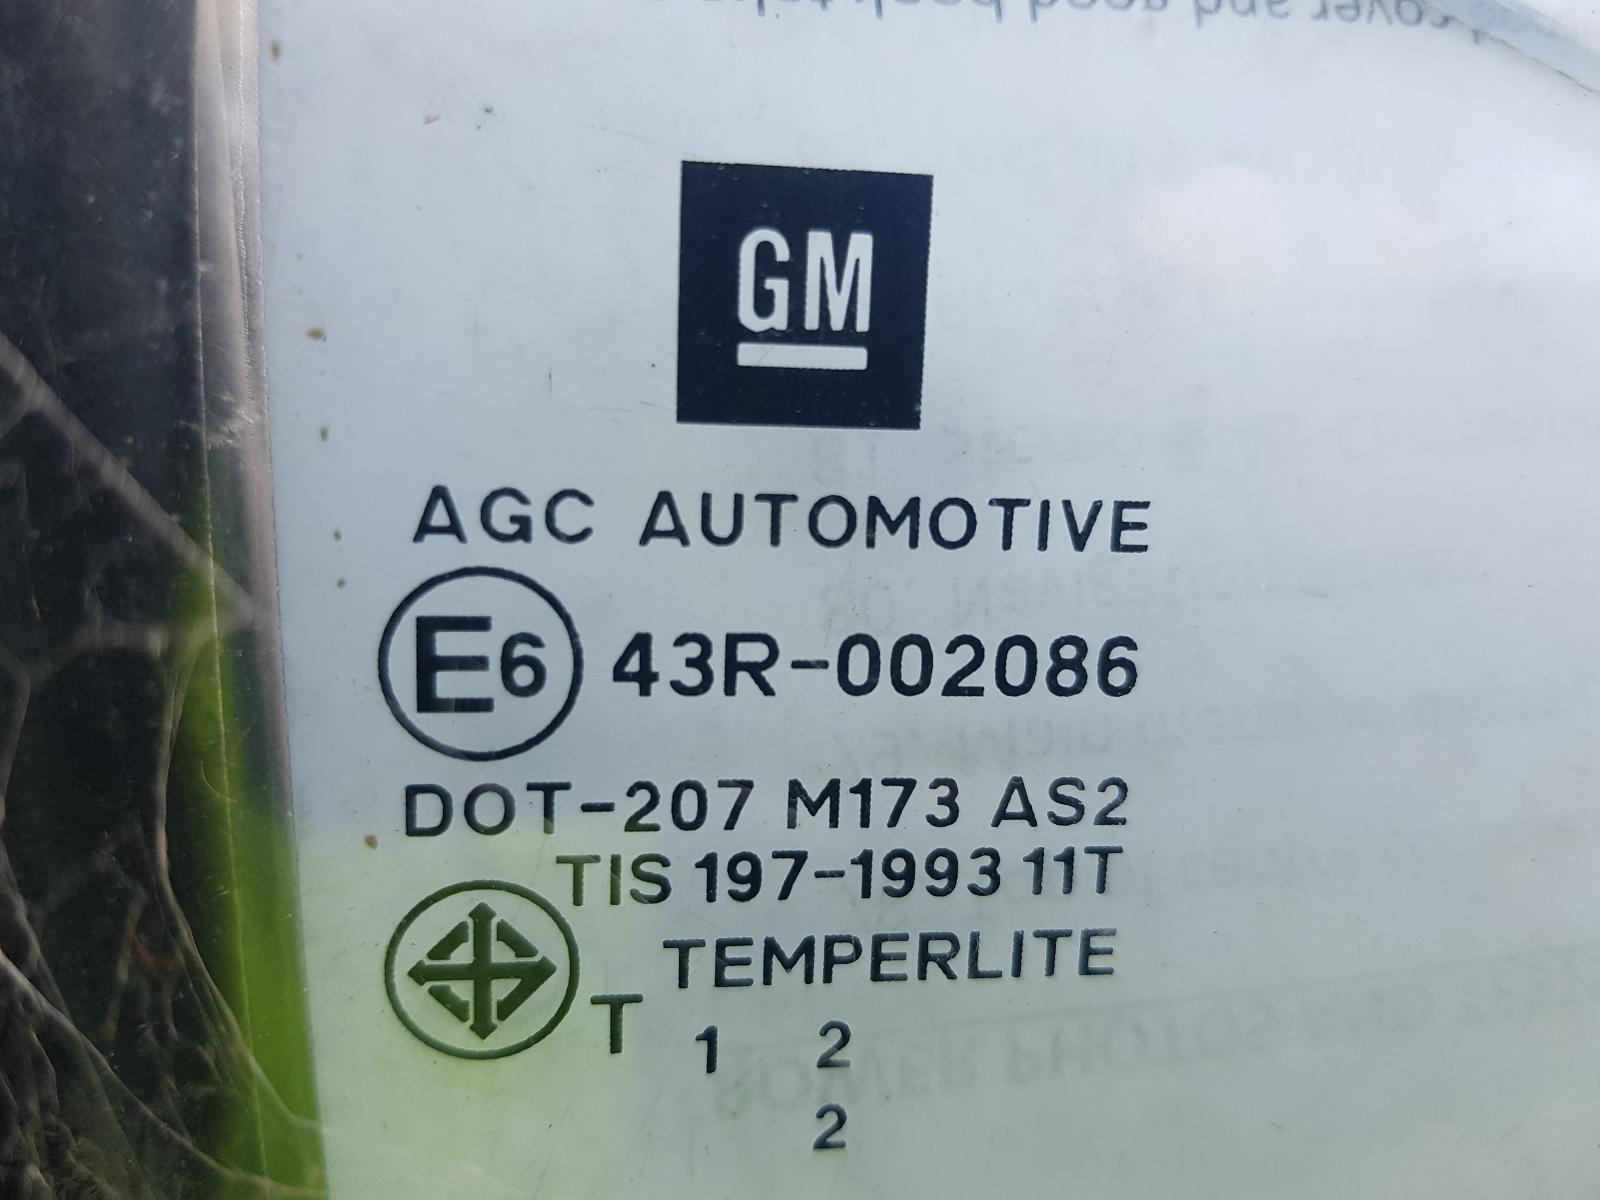 GM
AGC AUTOMOTIVE
E6 43R-002086
DOT-207 M173 AS2
TIS 197-1993 11T
TEMPERLITE
T 1 2
2